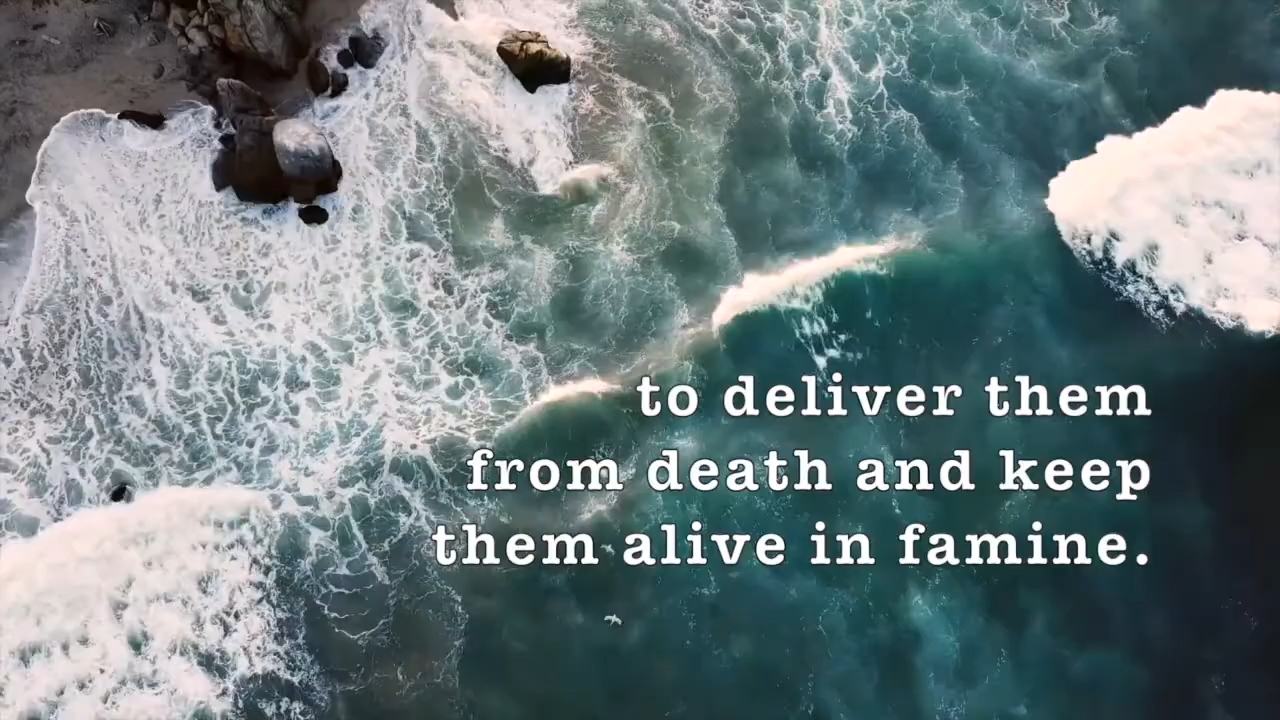 to deliver them
from death and keep
them alive in famine.